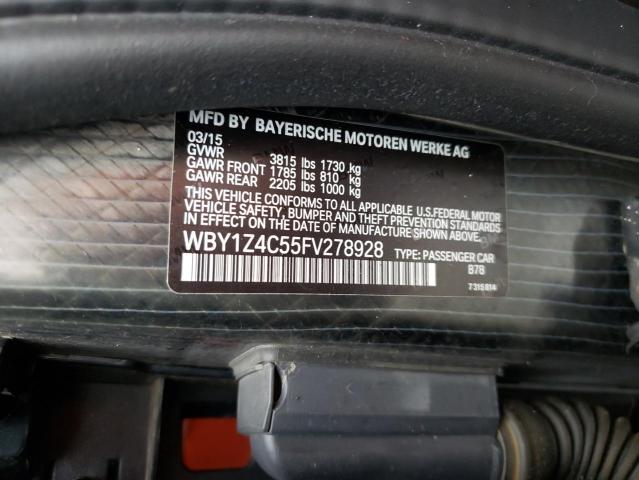 MFD BY BAYERISCHE MOTOREN WERKE AG
03/15
GVWR 3815 lbs 1730 kg
GAWR FRONT 1785 lbs 810 kg
GAWR REAR 2205 lbs 1000 kg
THIS VEHICLE CONFORMS TO ALL APPLICABLE U.S.FEDERAL MOTOR
VEHICLE SAFETY, BUMPER AND THEFT PREVENTION STANDARDS
IN EFFECT ON THE DATE OF MANUFACTURE SHOWN ABOVE.
WBY1Z4C55FV278928 TYPE: PASSENGER CAR
B78
7315814